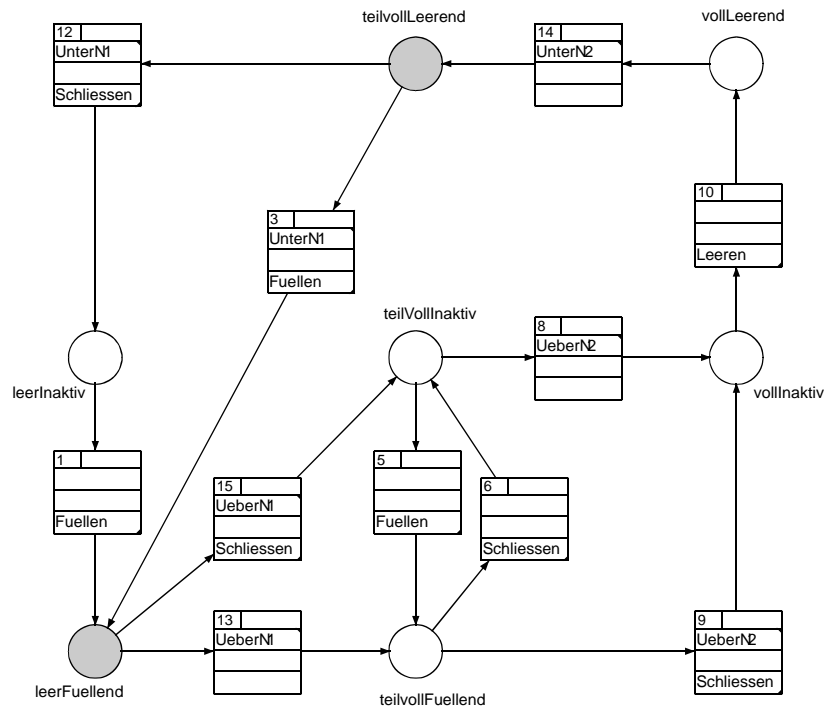 teilvollLeerend
vollLeerend
12
UnterN1
Schliessen
14
UnterN2
10
Leeren
3
UnterN1
Fuellen
teilVollInaktiv
8
UeberN2
leerInaktiv
vollInaktiv
1
Fuellen
15
UeberN1
Schliessen
5
Fuellen
6
Schliessen
13
UeberN1
9
UeberN2
Schliessen
leerFuellend
teilvollFuellend